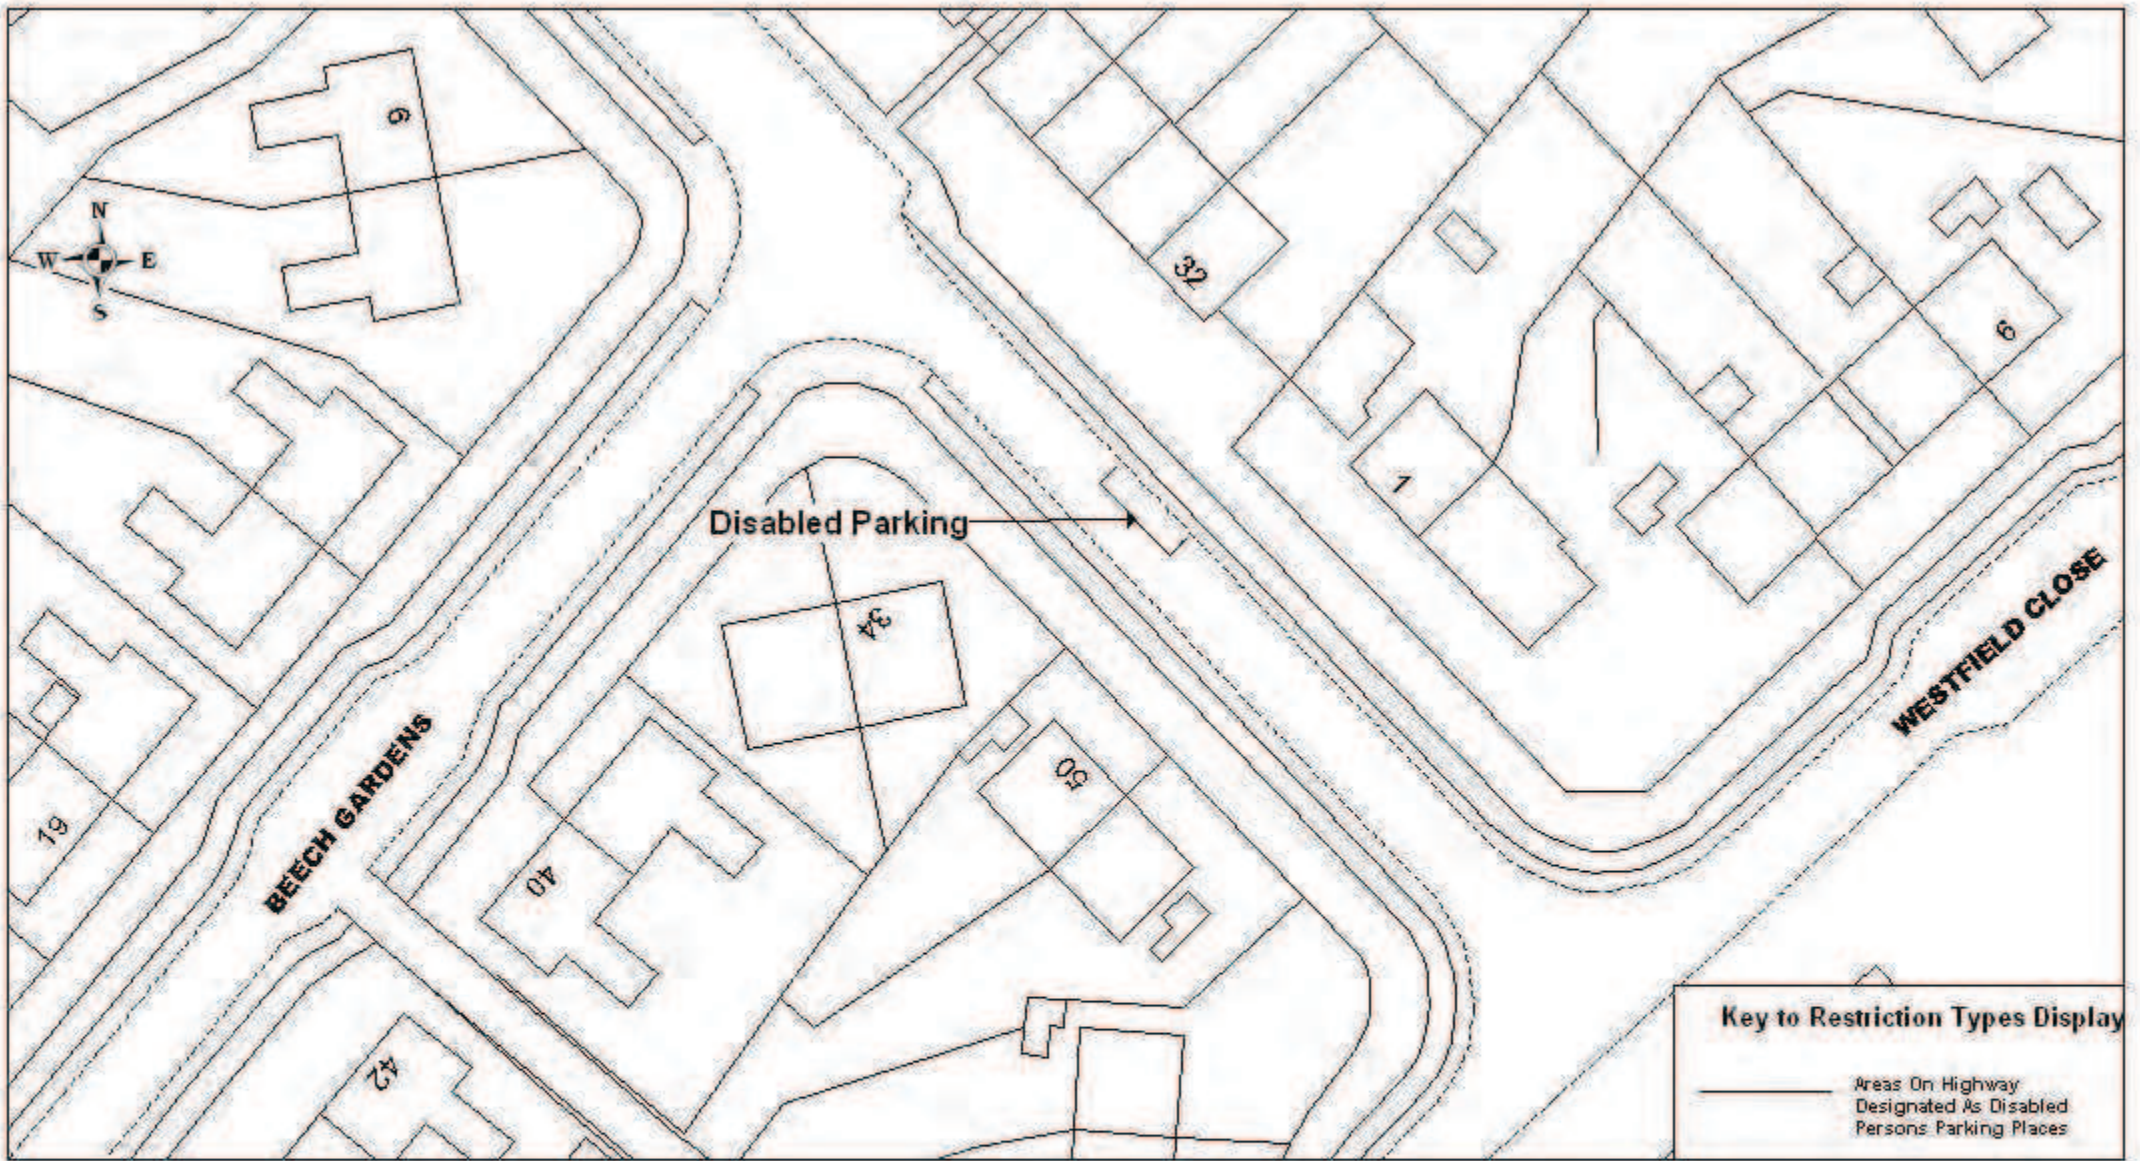 6
N
W E
S
32
6
1
Disabled Parking
34
WESTFIELD CLOSE
50
BEECH GARDENS
19
40
42
Key to Restriction Types Display
Areas On Highway
Designated As Disabled
Persons Parking Places